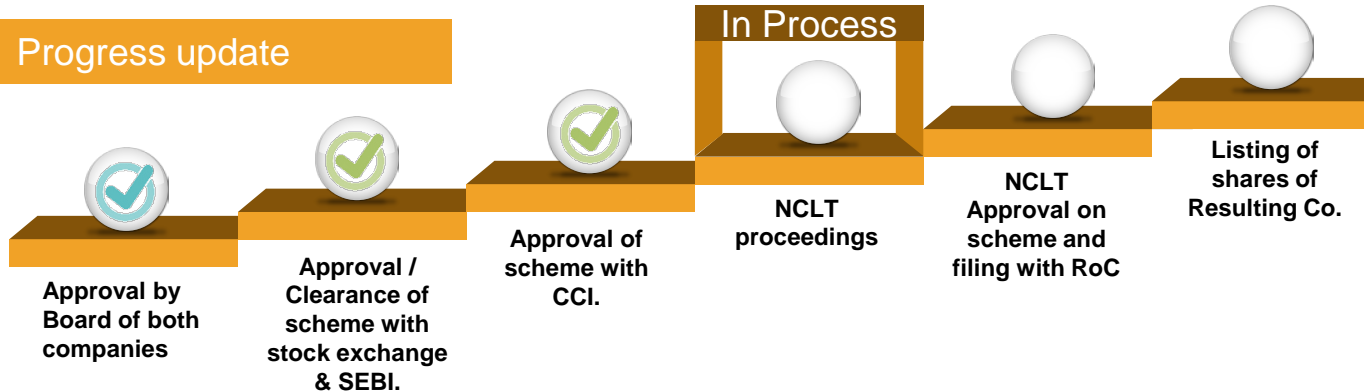 Progress update
In Process
Approval by
Board of both
companies
Approval /
Clearance of
scheme with
stock exchange
& SEBI.
Approval of
scheme with
CCI.
NCLT
proceedings
NCLT
Approval on
scheme and
filing with RoC
Listing of
shares of
Resulting Co.